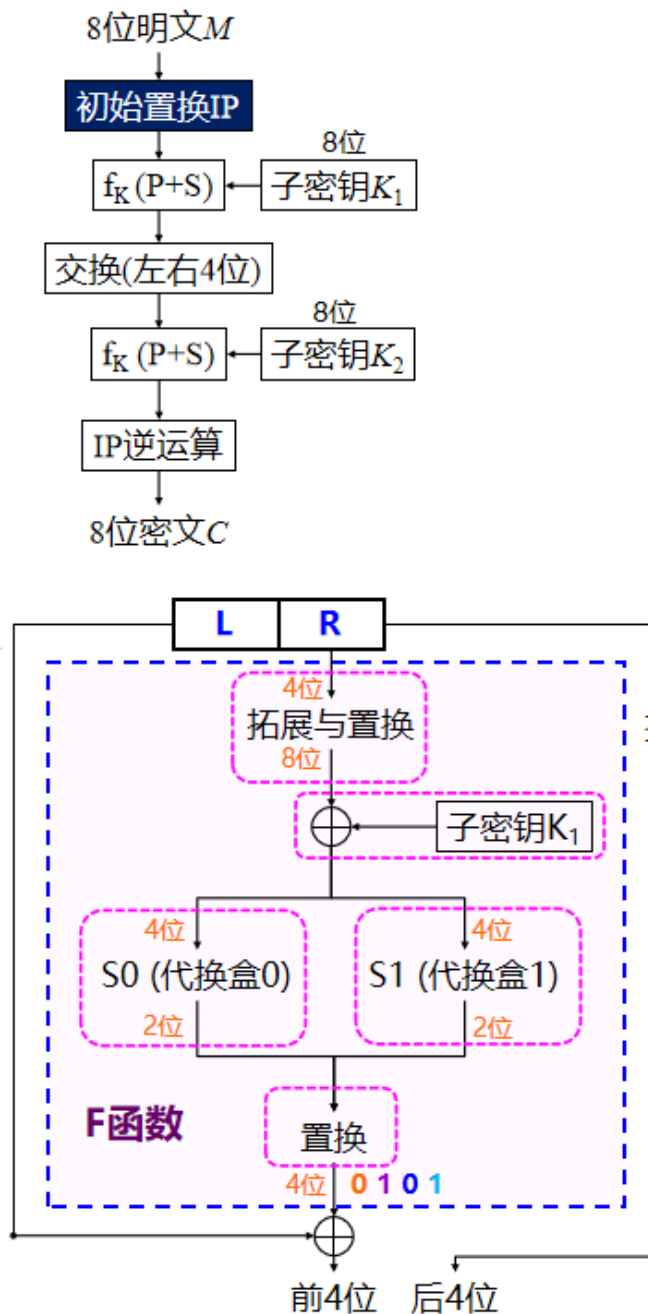 8位明文M
初始置换IP
8位
fK (P+S)
子密钥K1
交换(左右4位)
8位
fK (P+S)
子密钥K2
IP逆运算
8位密文C
L R
4位
拓展与置换
8位
子密钥K1
4位 4位
S0 (代换盒0) S1 (代换盒1)
2位 2位
F函数
置换
4位 0 1 0 1
前4位 后4位